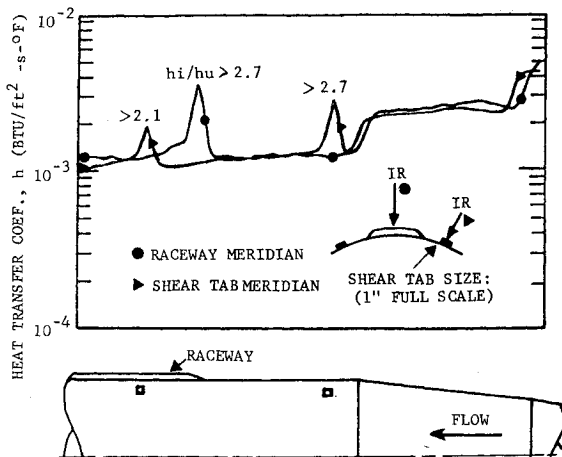 HEAT TRANSFER COEF., h (BTU/ft² -s-°F)
10⁻²
10⁻³
10⁻⁴
>2.1
hi/hu > 2.7
>2.7
IR
IR
RACEWAY MERIDIAN
SHEAR TAB MERIDIAN
SHEAR TAB SIZE:
(1" FULL SCALE)
RACEWAY
FLOW